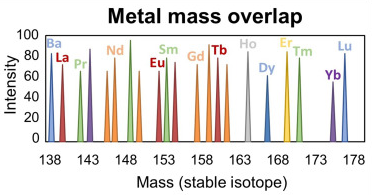 Metal mass overlap
Intensity
100
80
60
40
20
0
Ba
La
Pr
Nd
Sm
Eu
Gd
Tb
Ho
Dy
Er
Tm
Yb
Lu
138 143 148 153 158 163 168 173 178
Mass (stable isotope)